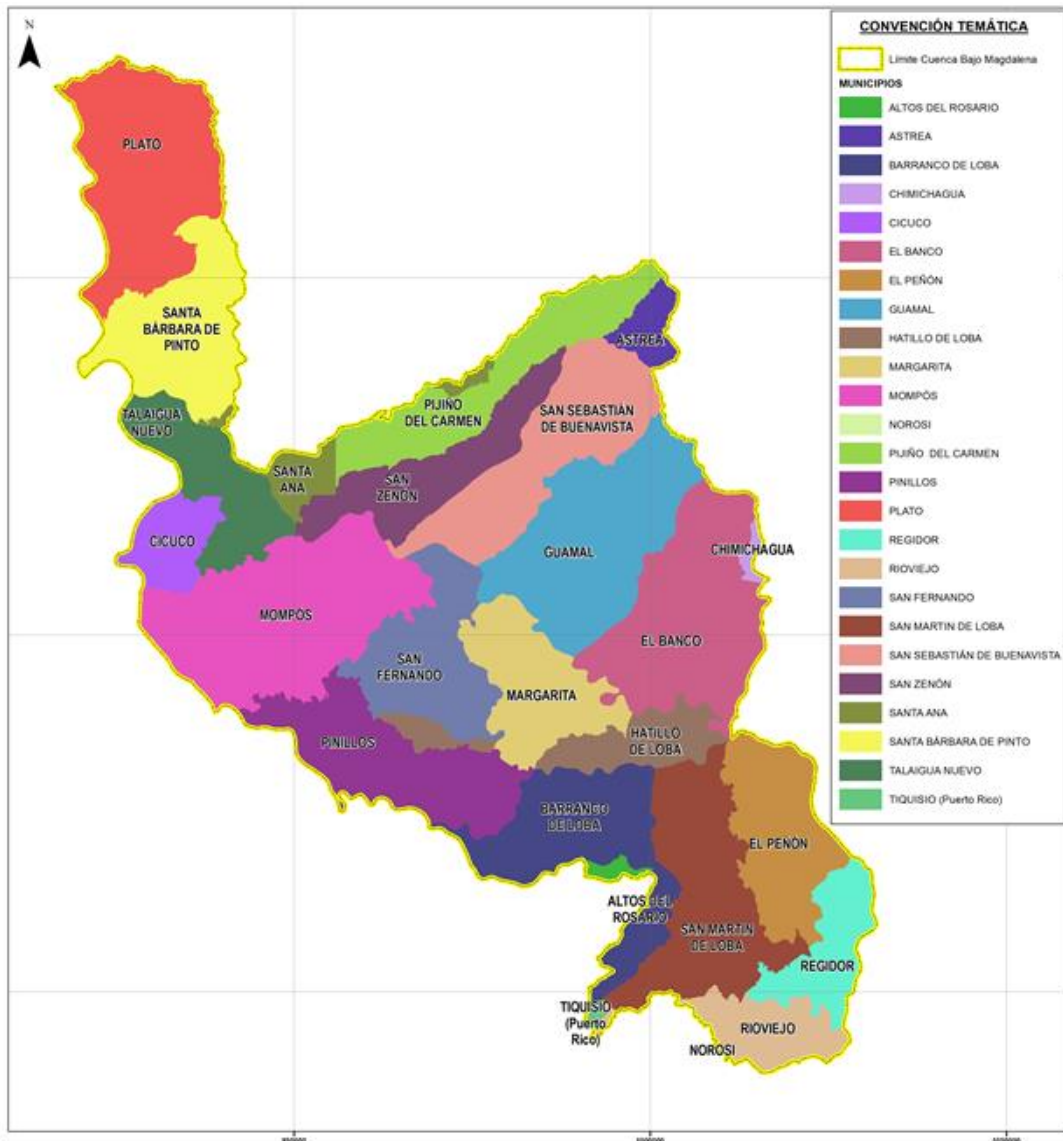 N
PLATO
SANTA
BÁRBARA DE
PINTO
TALAIGUA
NUEVO
ASTREA
PIJIÑO
DEL CARMEN
SAN SEBASTIÁN
DE BUENAVISTA
SANTA
ANA
SAN
ZENÓN
CICUCO
GUAMAL
CHIMICHAGUA
MOMPÓS
EL BANCO
SAN
FERNANDO
MARGARITA
PINILLOS
HATILLO
DE LOBA
BARRANCO
DE LOBA
EL PEÑÓN
ALTOS DEL
ROSARIO
SAN MARTIN
DE LOBA
REGIDOR
TIQUISIO
(Puerto
Rico)
RIOVIEJO
NOROSI
CONVENCIÓN TEMÁTICA
Límite Cuenca Bajo Magdalena
MUNICIPIOS
ALTOS DEL ROSARIO
ASTREA
BARRANCO DE LOBA
CHIMICHAGUA
CICUCO
EL BANCO
EL PEÑÓN
GUAMAL
HATILLO DE LOBA
MARGARITA
MOMPÓS
NOROSI
PIJIÑO DEL CARMEN
PINILLOS
PLATO
REGIDOR
RIOVIEJO
SAN FERNANDO
SAN MARTIN DE LOBA
SAN SEBASTIÁN DE BUENAVISTA
SAN ZENÓN
SANTA ANA
SANTA BÁRBARA DE PINTO
TALAIGUA NUEVO
TIQUISIO (Puerto Rico)